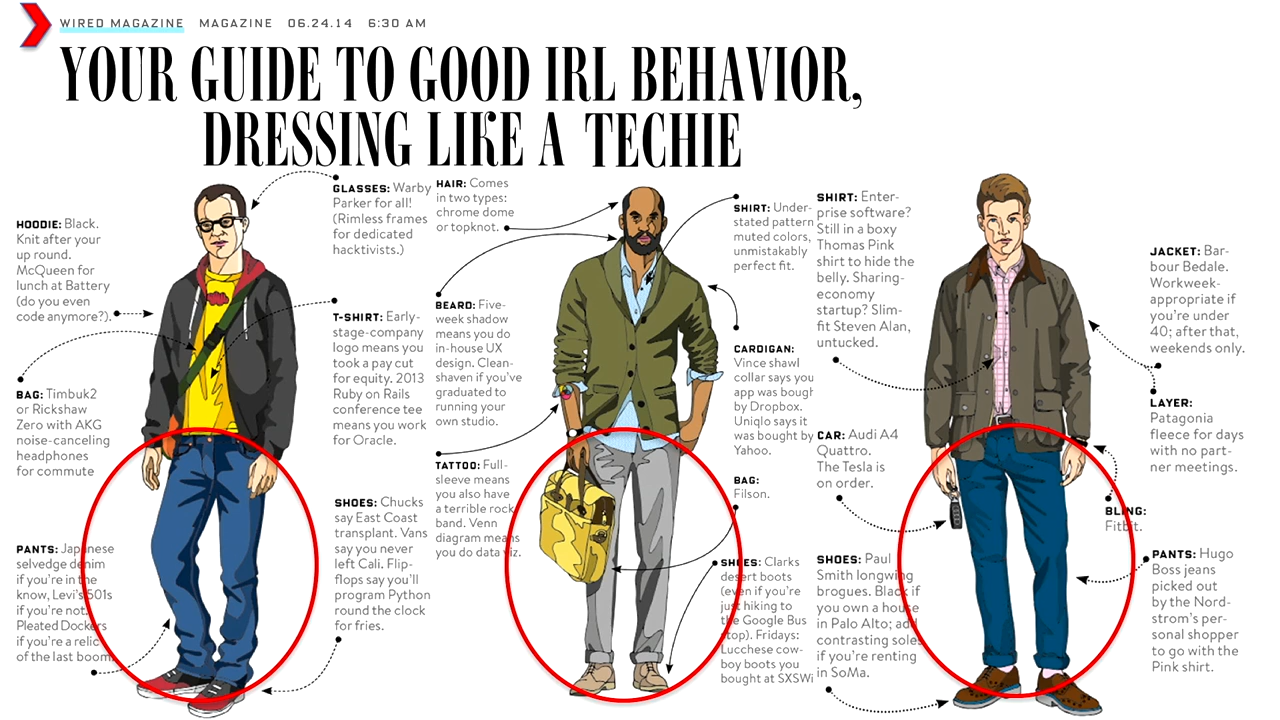 WIRED MAGAZINE MAGAZINE 06.24.14 6:30 AM
YOUR GUIDE TO GOOD IRL BEHAVIOR,
DRESSING LIKE A TECHIE
HOODIE: Black.
Knit after your
up round.
McQueen for
lunch at Battery
(do you even
code anymore?).
BAG: Timbuk2
or Rickshaw
Zero with AKG
noise-canceling
headphones
for commute
PANTS: Japanese
selvedge denim
if you're in the
know, Levi's 501s
if you're not.
Pleated Dockers
if you're a relic
of the last boom.
GLASSES: Warby
Parker for all!
(Rimless frames
for dedicated
hacktivists.)
T-SHIRT: Early-
stage-company
logo means you
took a pay cut
for equity. 2013
Ruby on Rails
conference tee
means you work
for Oracle.
SHOES: Chucks
say East Coast
transplant. Vans
say you never
left Cali. Flip-
flops say you'll
program Python
round the clock
for fries.
HAIR: Comes
in two types:
chrome dome
or topknot.
BEARD: Five-
week shadow
means you do
in-house UX
design. Clean-
shaven if you've
graduated to
running your
own studio.
TATTOO: Full-
sleeve means
you also have
a terrible rock
band. Venn
diagram means
you do data viz.
SHIRT: Under-
stated pattern
muted colors,
unmistakably
perfect fit.
CARDIGAN:
Vince shawl
collar says you
app was bough
by Dropbox.
Uniqlo says it
was bought by
Yahoo.
BAG:
Filson.
SHOES: Clarks
desert boots
(even if you're
just hiking to
the Google Bus
stop). Fridays:
Lucchese cow-
boy boots you
bought at SXSWi
SHIRT: Enter-
prise software?
Still in a boxy
Thomas Pink
shirt to hide the
belly. Sharing-
economy
startup? Slim-
fit Steven Alan,
untucked.
CAR: Audi A4
Quattro.
The Tesla is
on order.
SHOES: Paul
Smith longwing
brogues. Black if
you own a house
in Palo Alto; add
contrasting soles
if you're renting
in SoMa.
JACKET: Bar-
bour Bedale.
Workweek-
appropriate if
you're under
40; after that,
weekends only.
LAYER:
Patagonia
fleece for days
with no part-
ner meetings.
BLING:
Fitbit.
PANTS: Hugo
Boss jeans
picked out
by the Nord-
strom's per-
sonal shopper
to go with the
Pink shirt.